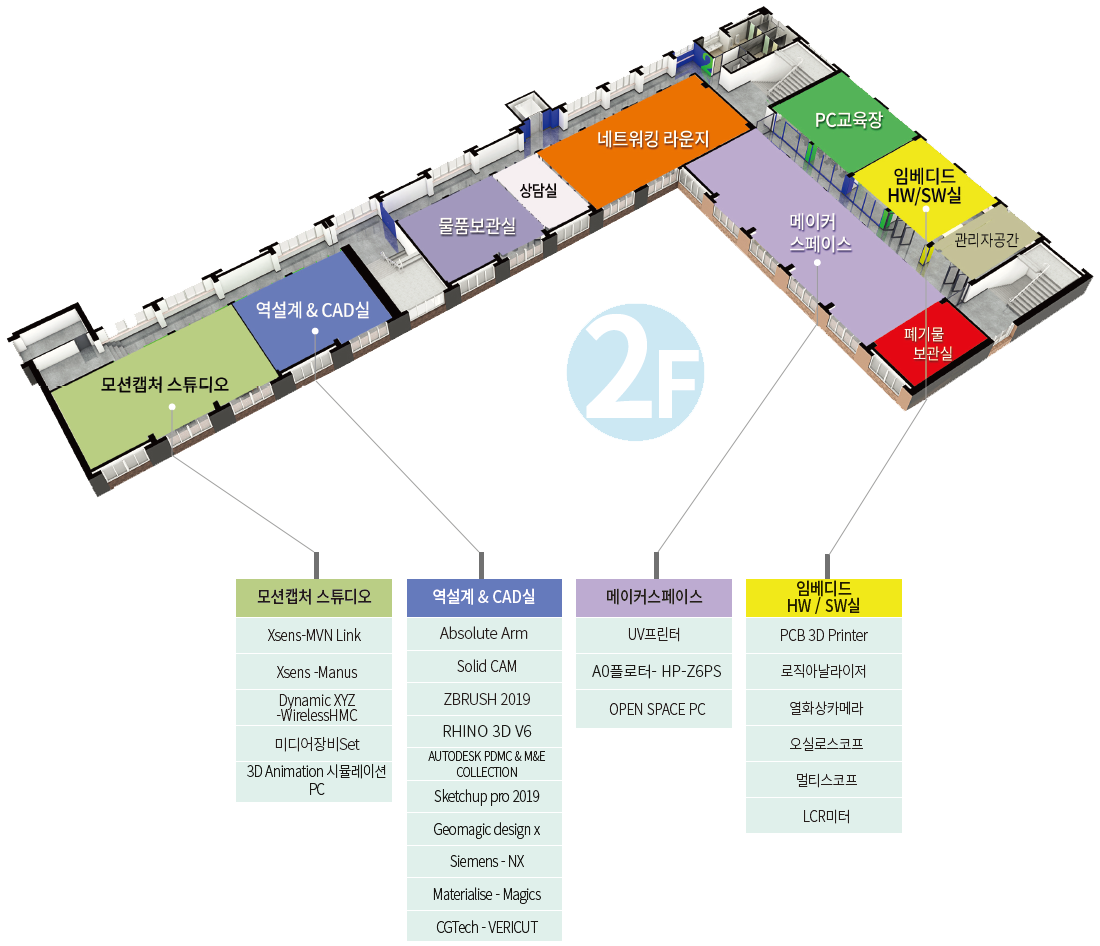 2
PC교육장
네트워킹 라운지
임베디드
HW/SW실
상담실
물품보관실
메이커
스페이스
관리자공간
역설계 & CAD실
폐기물
보관실
모션캡처 스튜디오
2F
모션캡처 스튜디오
Xsens-MVN Link
Xsens -Manus
Dynamic XYZ
-WirelessHMC
미디어장비Set
3D Animation 시뮬레이션
PC
역설계 & CAD실
Absolute Arm
Solid CAM
ZBRUSH 2019
RHINO 3D V6
AUTODESK PDMC & M&E
COLLECTION
Sketchup pro 2019
Geomagic design x
Siemens - NX
Materialise - Magics
CGTech - VERICUT
메이커스페이스
UV프린터
A0플로터- HP-Z6PS
OPEN SPACE PC
임베디드
HW / SW실
PCB 3D Printer
로직아날라이저
열화상카메라
오실로스코프
멀티스코프
LCR미터